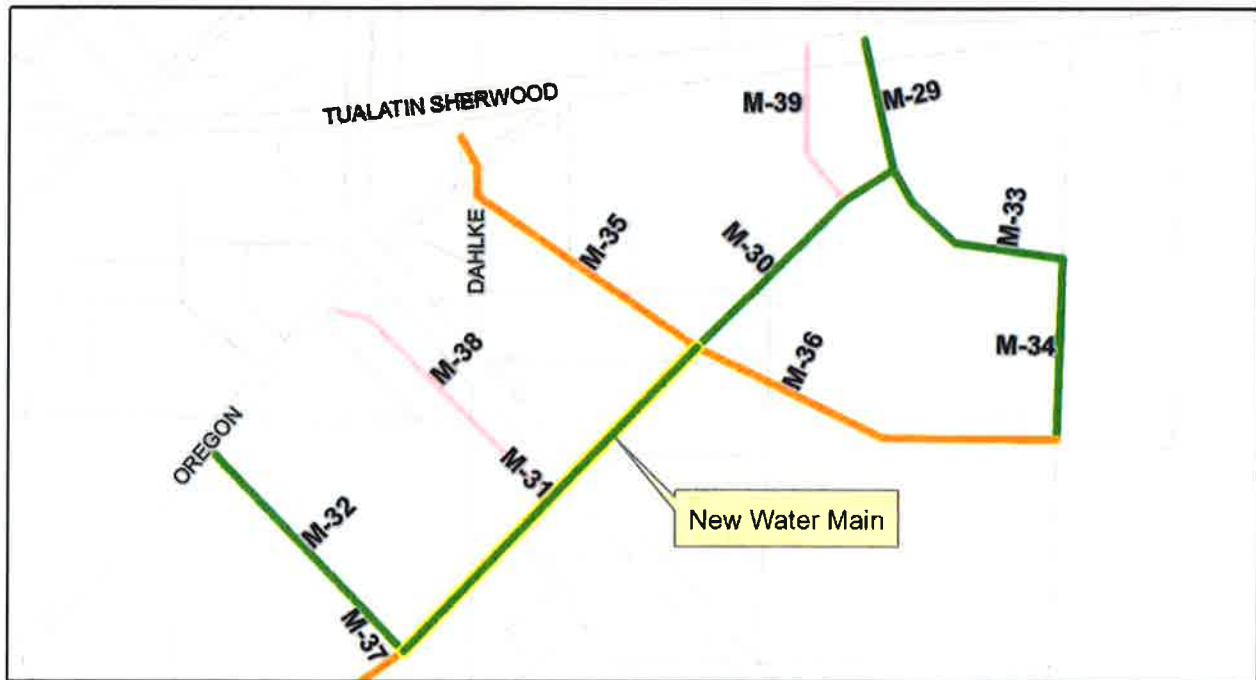 TUALATIN SHERWOOD
M-39
M-29
M-33
DAHLKE
M-35
M-30
M-34
M-36
M-38
OREGON
M-31
M-32
New Water Main
M-37